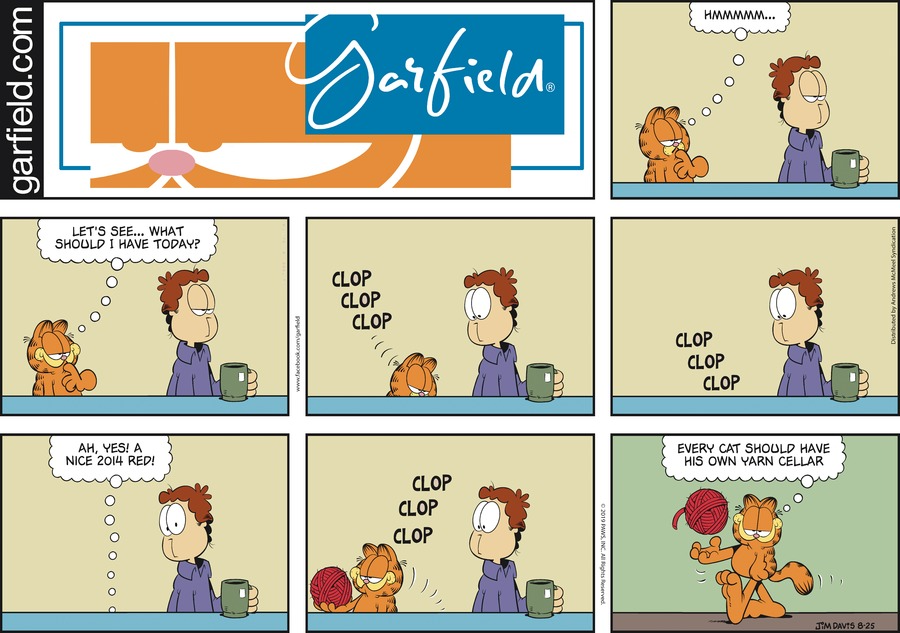 garfield.com
Garfield®
HMMMMM...
LET'S SEE... WHAT
SHOULD I HAVE TODAY?
www.facebook.com/garfield
CLOP
CLOP
CLOP
CLOP
CLOP
CLOP
Distributed by Andrews McMeel Syndication
AH, YES! A
NICE 2014 RED!
CLOP
CLOP
CLOP
© 2019 PAWS, INC. All Rights Reserved.
EVERY CAT SHOULD HAVE
HIS OWN YARN CELLAR
JIM DAVIS 8-25